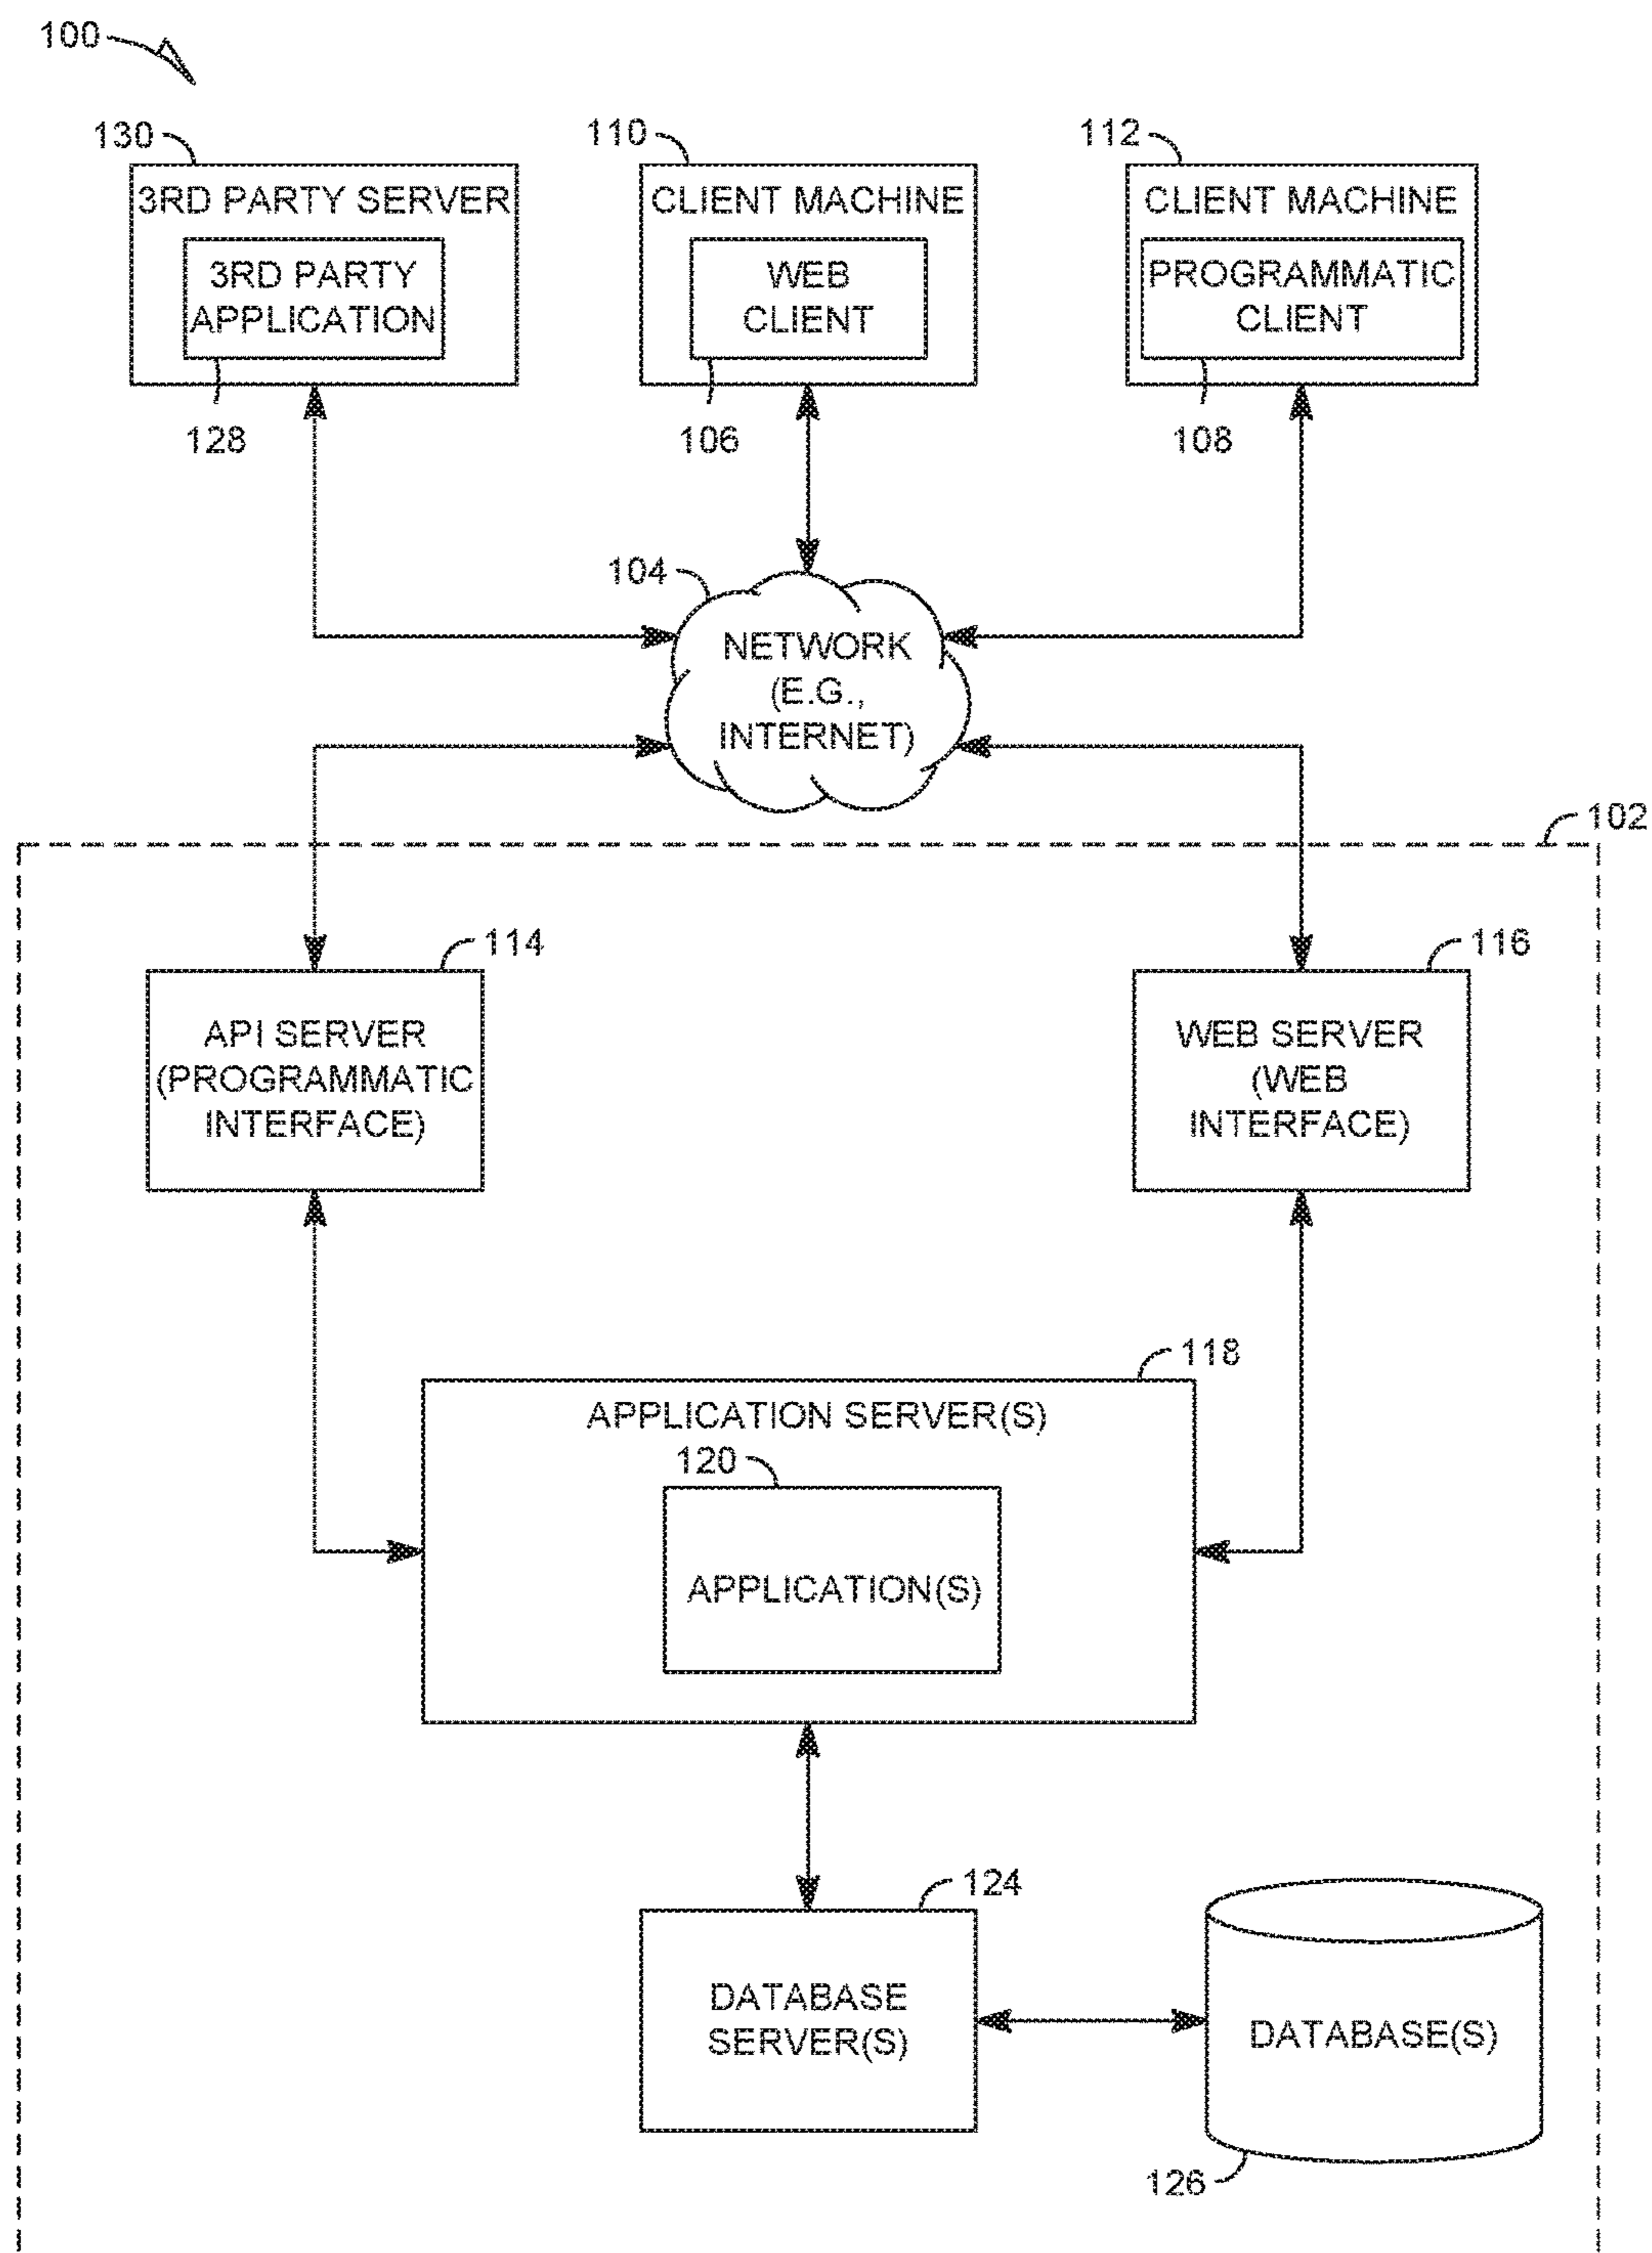 100
130
110
112
3RD PARTY SERVER
CLIENT MACHINE
CLIENT MACHINE
3RD PARTY
APPLICATION
WEB
CLIENT
PROGRAMMATIC
CLIENT
128
106
108
104
NETWORK
(E.G.,
INTERNET)
102
114
116
API SERVER
(PROGRAMMATIC
INTERFACE)
WEB SERVER
(WEB
INTERFACE)
118
APPLICATION SERVER(S)
120
APPLICATION(S)
124
DATABASE
SERVER(S)
DATABASE(S)
126